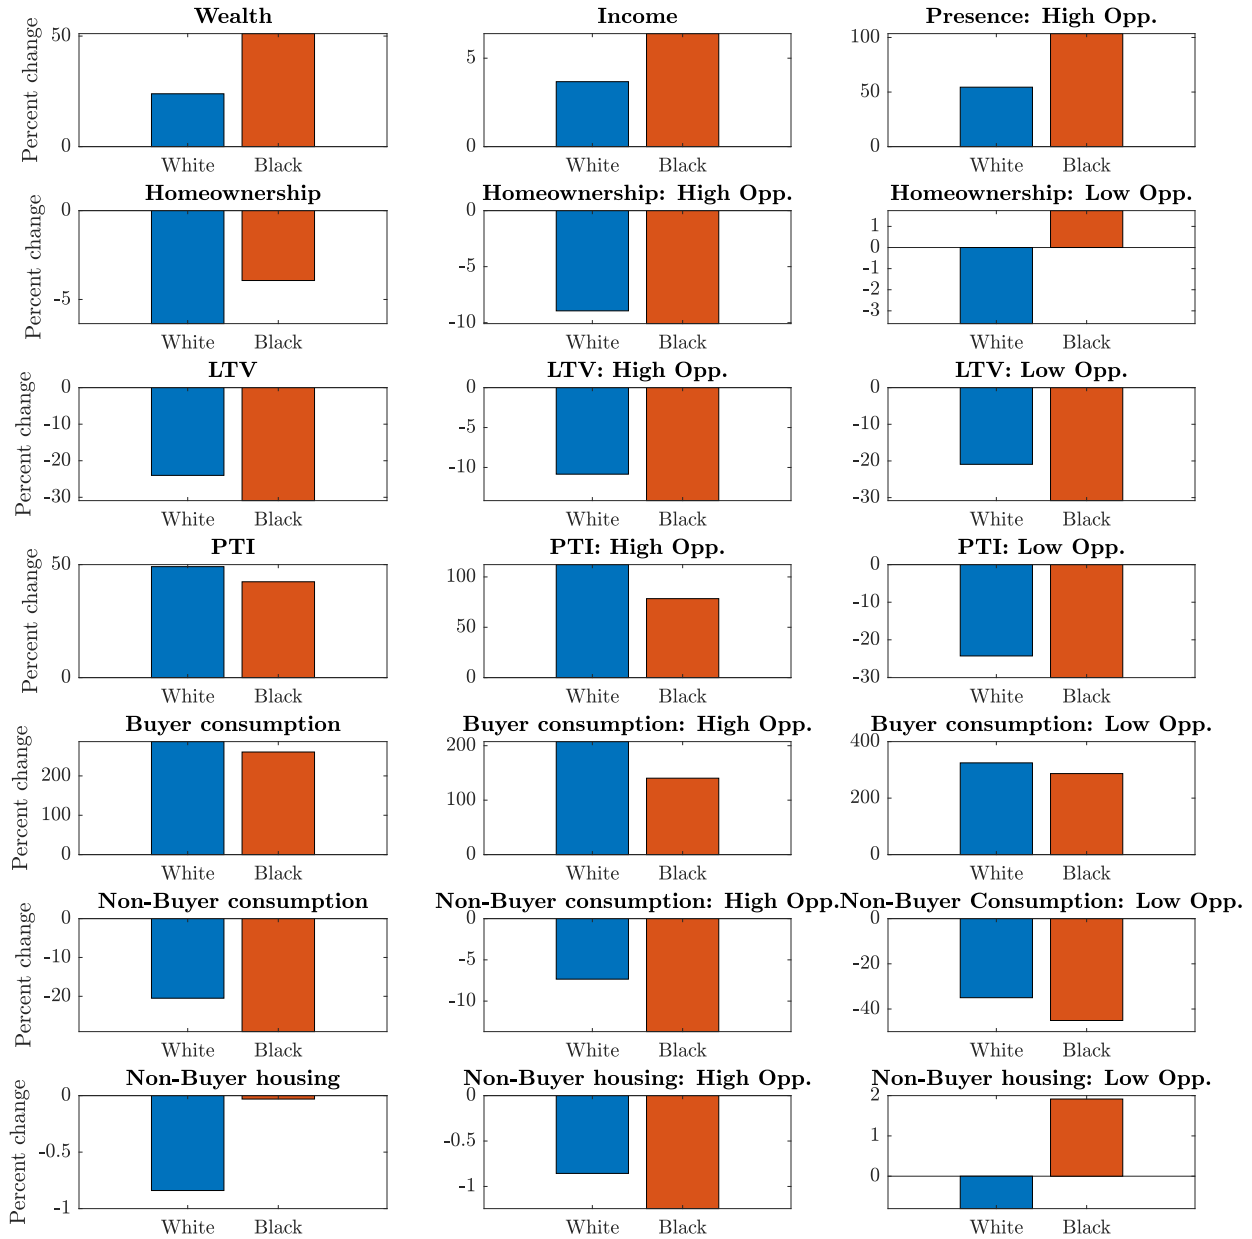 Wealth
Income
Presence: High Opp.
Percent change
50
0
White
Black
5
0
White
Black
100
50
0
White
Black
Homeownership
Homeownership: High Opp.
Homeownership: Low Opp.
Percent change
0
-5
White
Black
0
-5
-10
White
Black
1
0
-1
-2
-3
White
Black
LTV
LTV: High Opp.
LTV: Low Opp.
Percent change
0
-10
-20
-30
White
Black
0
-5
-10
White
Black
0
-10
-20
-30
White
Black
PTI
PTI: High Opp.
PTI: Low Opp.
Percent change
50
0
White
Black
100
50
0
White
Black
0
-10
-20
-30
White
Black
Buyer consumption
Buyer consumption: High Opp.
Buyer consumption: Low Opp.
Percent change
200
100
0
White
Black
200
100
0
White
Black
400
200
0
White
Black
Non-Buyer consumption
Non-Buyer consumption: High Opp.
Non-Buyer Consumption: Low Opp.
Percent change
0
-10
-20
White
Black
0
-5
-10
White
Black
0
-20
-40
White
Black
Non-Buyer housing
Non-Buyer housing: High Opp.
Non-Buyer housing: Low Opp.
Percent change
0
-0.5
-1
White
Black
0
-0.5
-1
White
Black
2
1
0
White
Black